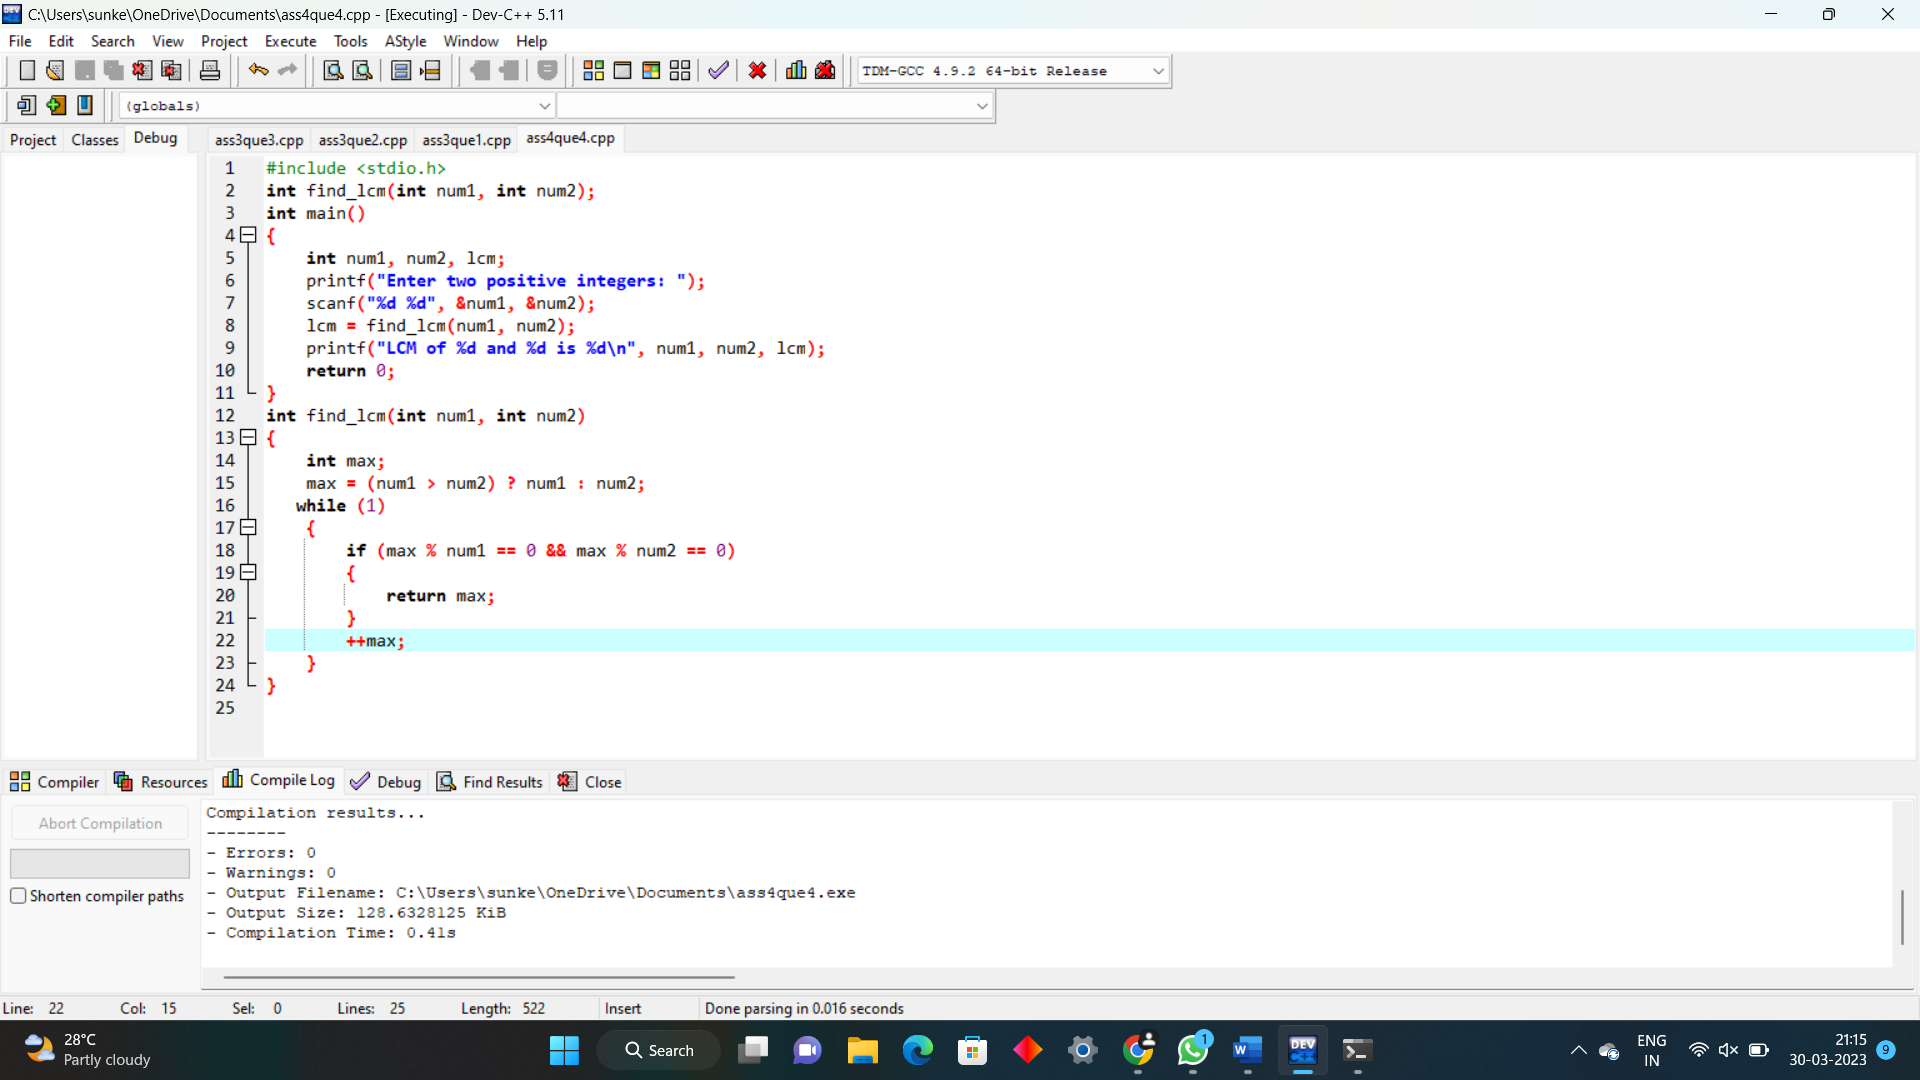 C:\Users\sunke\OneDrive\Documents\ass4que4.cpp - [Executing] - Dev-C++ 5.11
File Edit Search View Project Execute Tools AStyle Window Help
TDM-GCC 4.9.2 64-bit Release
(globals)
Project Classes Debug ass3que3.cpp ass3que2.cpp ass3que1.cpp ass4que4.cpp
1 #include <stdio.h>
2 int find_lcm(int num1, int num2);
3 int main()
4 {
5 int num1, num2, lcm;
6 printf("Enter two positive integers: ");
7 scanf("%d %d", &num1, &num2);
8 lcm = find_lcm(num1, num2);
9 printf("LCM of %d and %d is %d\n", num1, num2, lcm);
10 return 0;
11 }
12 int find_lcm(int num1, int num2)
13 {
14 int max;
15 max = (num1 > num2) ? num1 : num2;
16 while (1)
17 {
18 if (max % num1 == 0 && max % num2 == 0)
19 {
20 return max;
21 }
22 ++max;
23 }
24 }
25
Compiler Resources Compile Log Debug Find Results Close
Abort Compilation
Shorten compiler paths
Compilation results...
--------
- Errors: 0
- Warnings: 0
- Output Filename: C:\Users\sunke\OneDrive\Documents\ass4que4.exe
- Output Size: 128.6328125 KiB
- Compilation Time: 0.41s
Line: 22 Col: 15 Sel: 0 Lines: 25 Length: 522 Insert Done parsing in 0.016 seconds
28°C
Partly cloudy
Search
1
W
DEV
C++
ENG
IN
21:15
30-03-2023
9